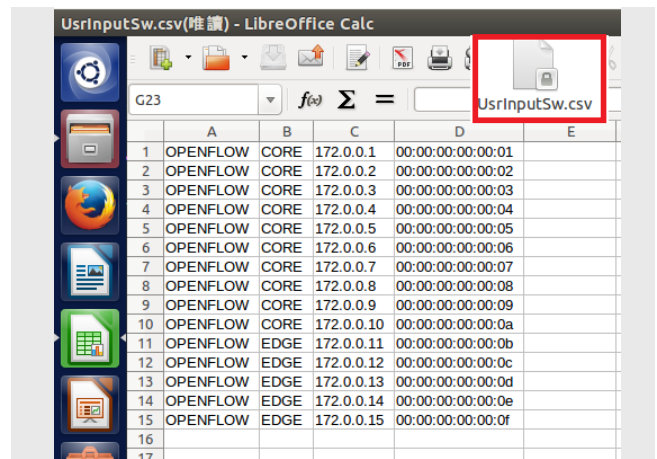 UsrInputSw.csv(唯讀) - LibreOffice Calc
PDF
UsrInputSw.csv
G23 f(x) Σ =
A B C D E
1 OPENFLOW CORE 172.0.0.1 00:00:00:00:00:01
2 OPENFLOW CORE 172.0.0.2 00:00:00:00:00:02
3 OPENFLOW CORE 172.0.0.3 00:00:00:00:00:03
4 OPENFLOW CORE 172.0.0.4 00:00:00:00:00:04
5 OPENFLOW CORE 172.0.0.5 00:00:00:00:00:05
6 OPENFLOW CORE 172.0.0.6 00:00:00:00:00:06
7 OPENFLOW CORE 172.0.0.7 00:00:00:00:00:07
8 OPENFLOW CORE 172.0.0.8 00:00:00:00:00:08
9 OPENFLOW CORE 172.0.0.9 00:00:00:00:00:09
10 OPENFLOW CORE 172.0.0.10 00:00:00:00:00:0a
11 OPENFLOW EDGE 172.0.0.11 00:00:00:00:00:0b
12 OPENFLOW EDGE 172.0.0.12 00:00:00:00:00:0c
13 OPENFLOW EDGE 172.0.0.13 00:00:00:00:00:0d
14 OPENFLOW EDGE 172.0.0.14 00:00:00:00:00:0e
15 OPENFLOW EDGE 172.0.0.15 00:00:00:00:00:0f
16
17